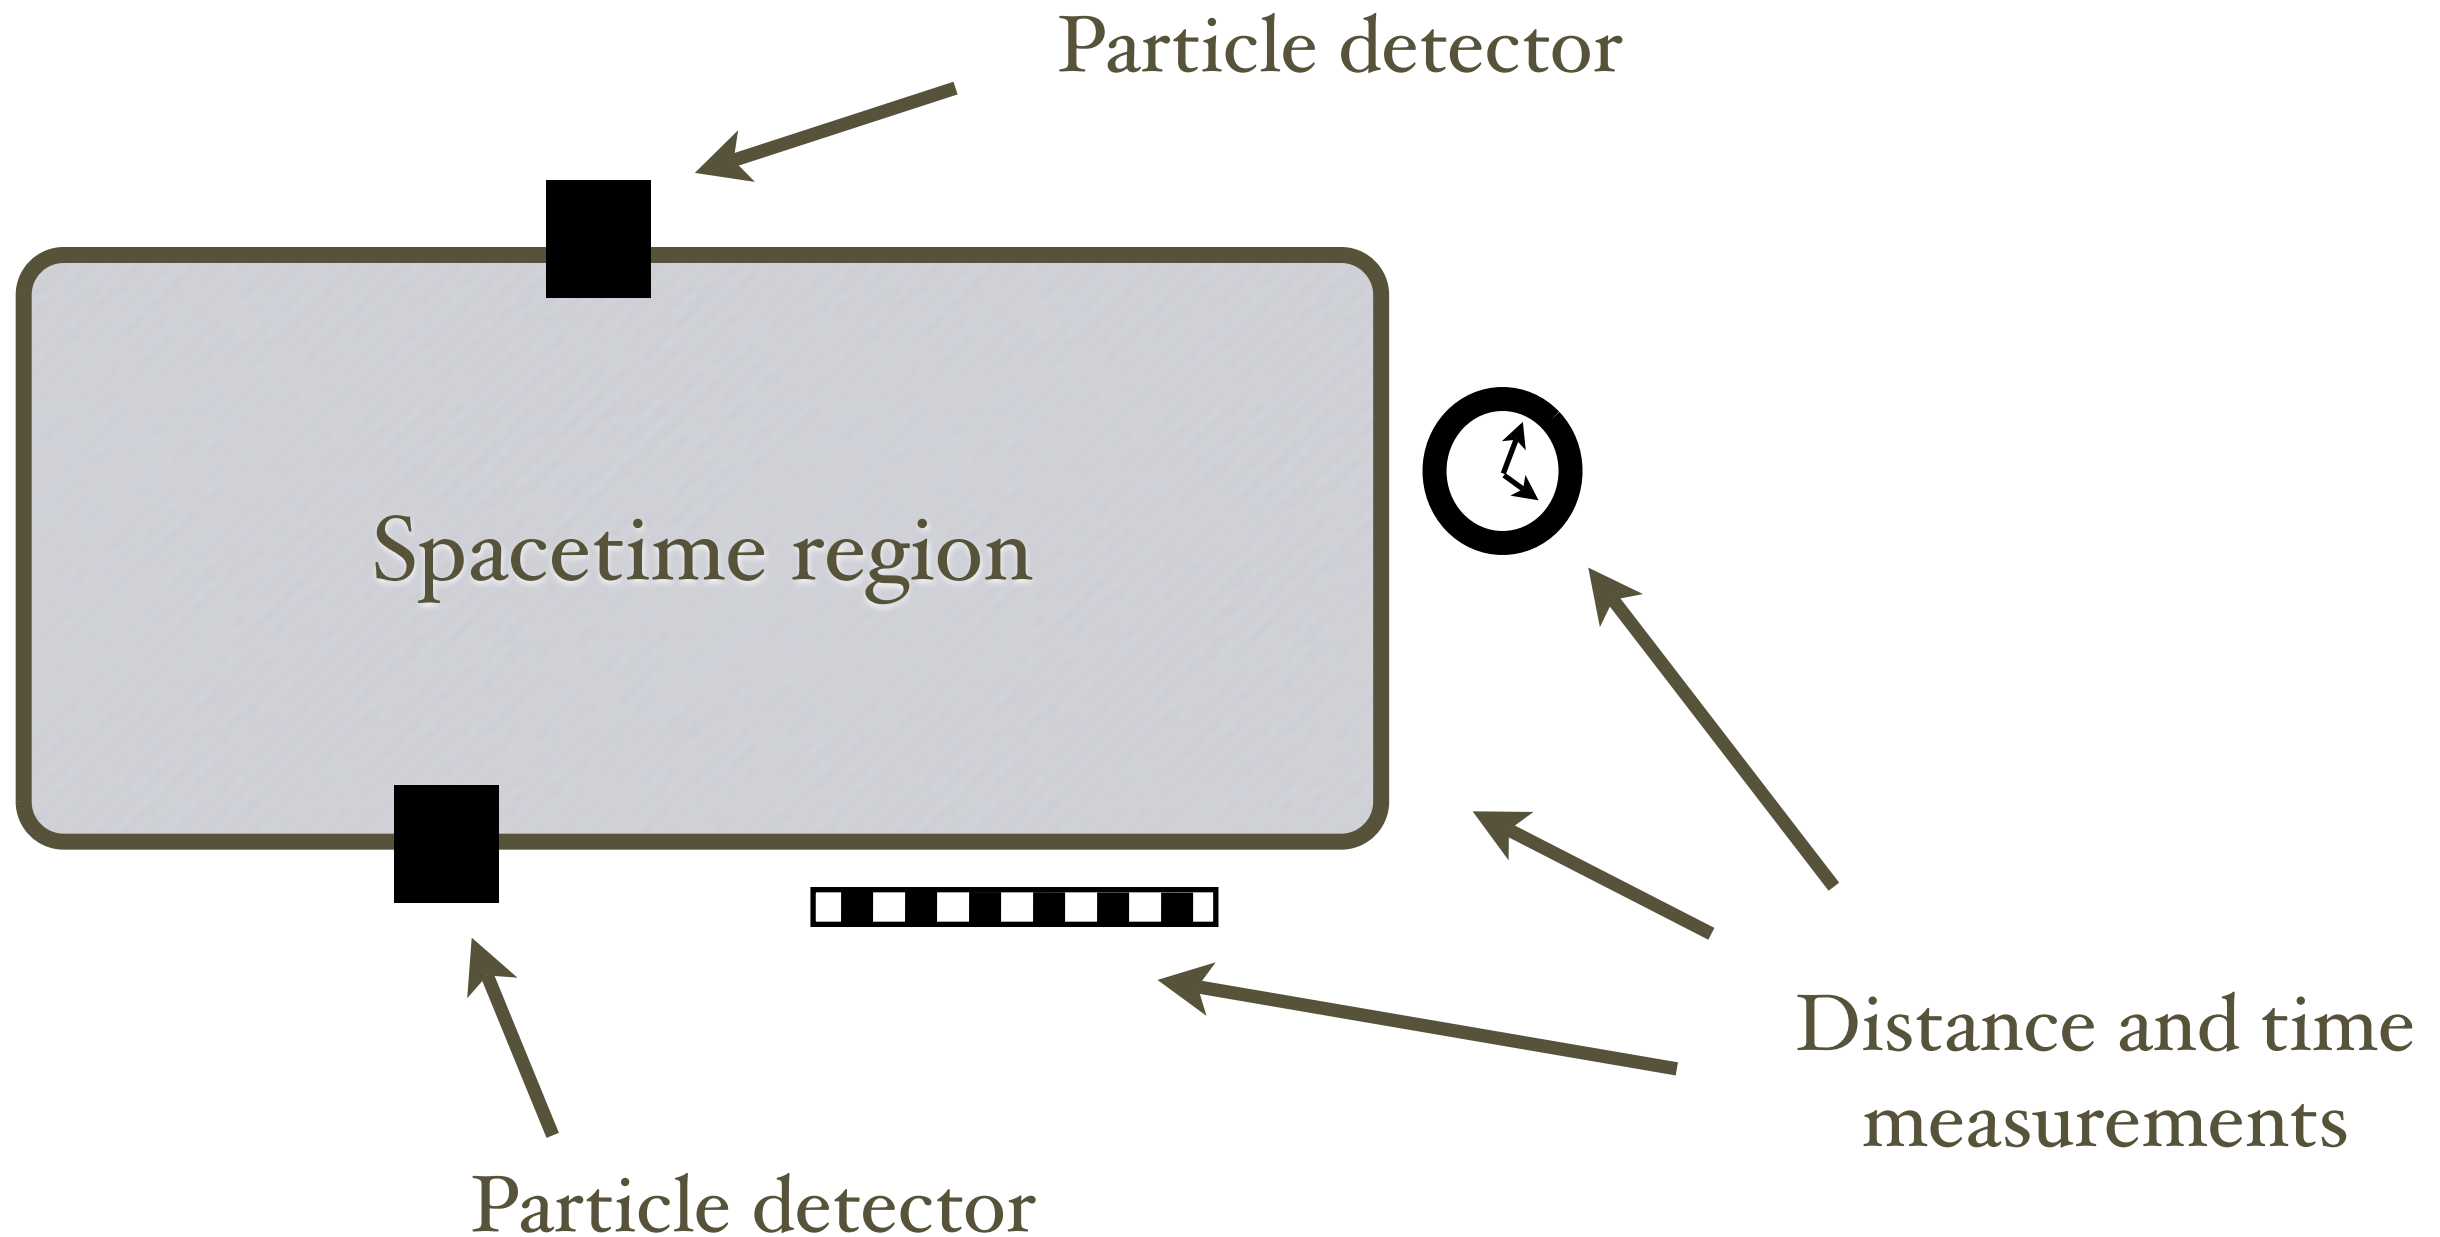 Particle detector
Spacetime region
Distance and time
measurements
Particle detector